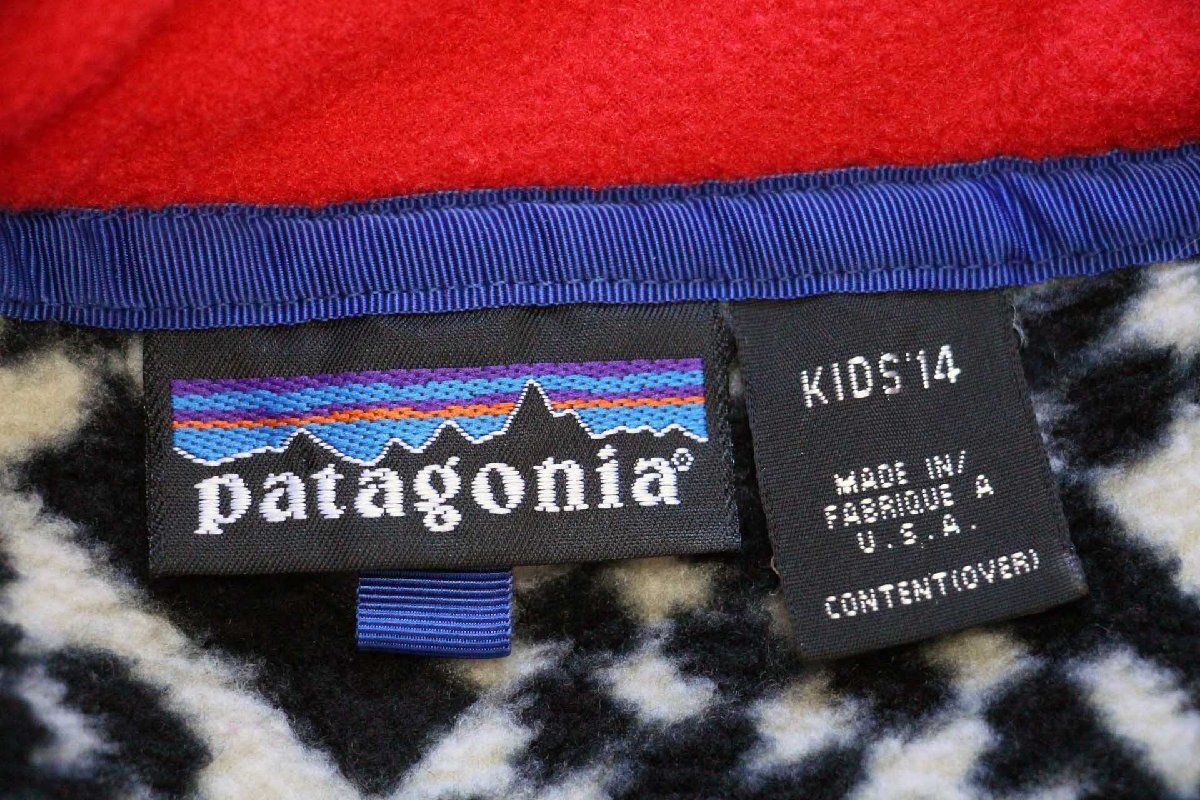 patagonia®
KIDS'14
MADE IN/
FABRIQUE A
U.S.A.
CONTENT(OVER)